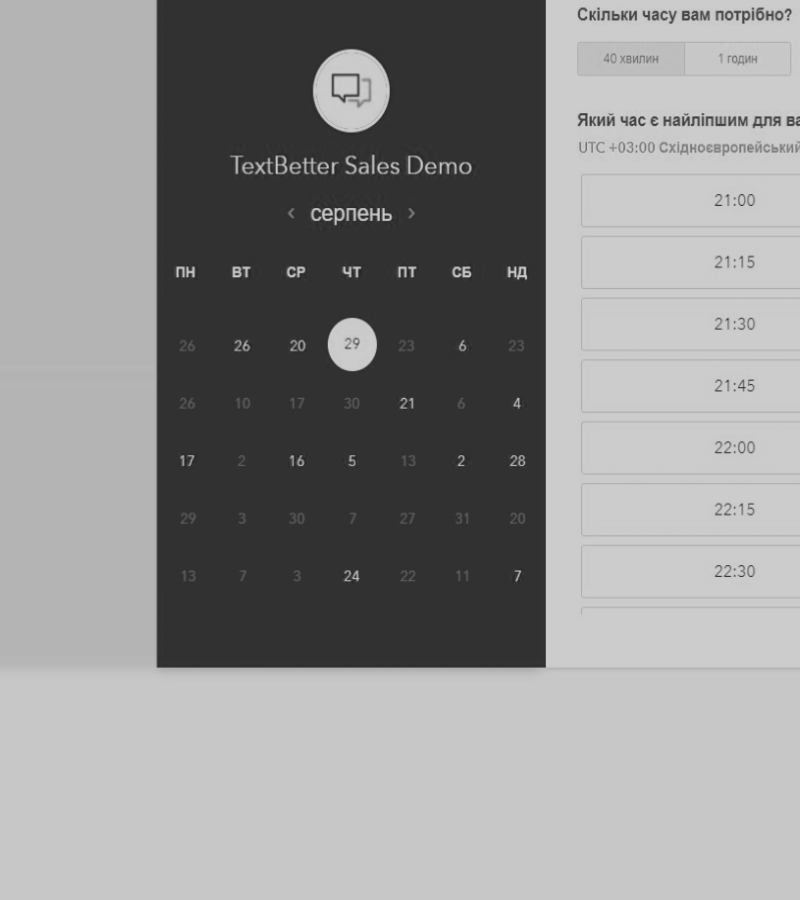 TextBetter Sales Demo
‹ серпень ›
ПН ВТ СР ЧТ ПТ СБ НД
26 26 20 29 23 6 23
26 10 17 30 21 6 4
17 2 16 5 13 2 28
29 3 30 7 27 31 20
13 7 3 24 22 11 7
Скільки часу вам потрібно?
40 хвилин 1 годин
Який час є найліпшим для ва
UTC +03:00 Східноєвропейський
21:00
21:15
21:30
21:45
22:00
22:15
22:30